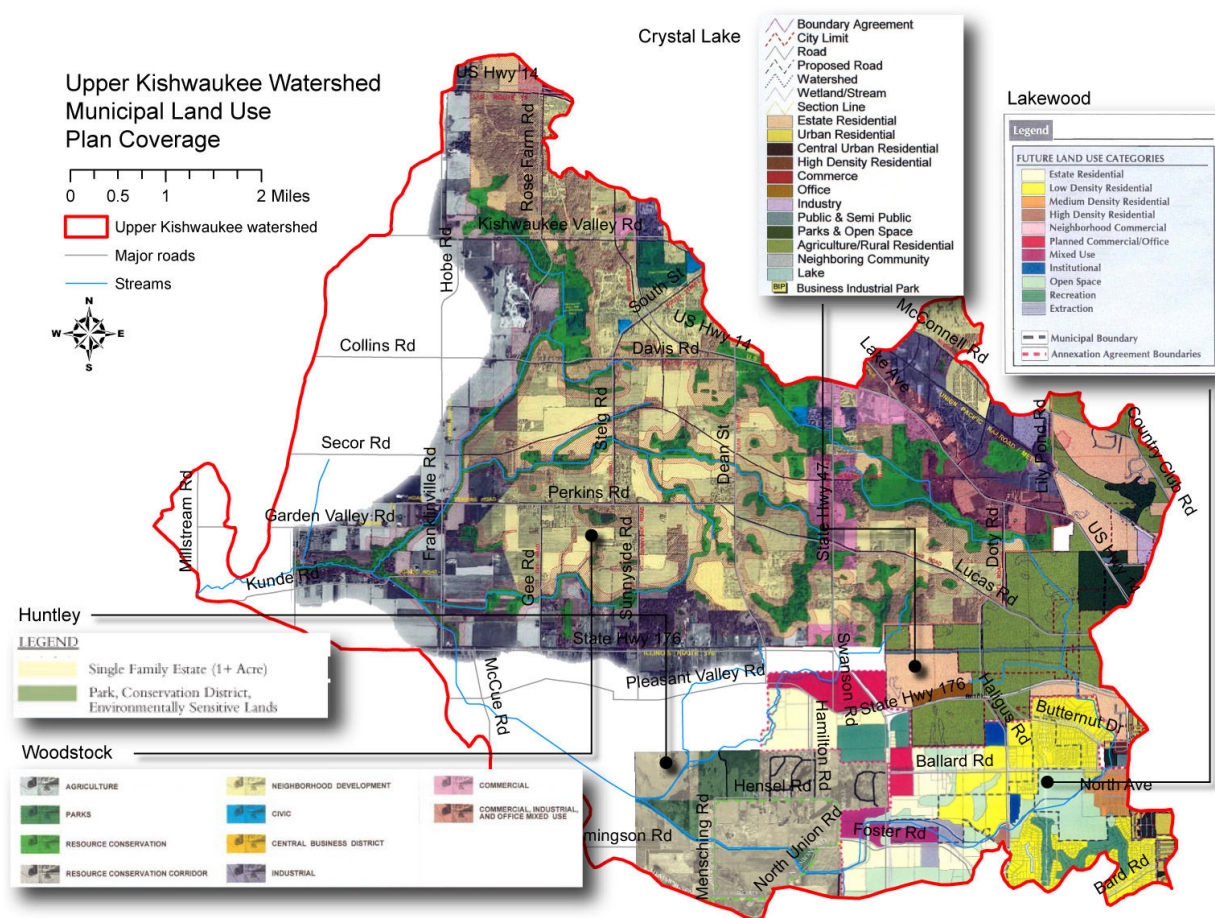 Upper Kishwaukee Watershed
Municipal Land Use
Plan Coverage
0 0.5 1 2 Miles
Upper Kishwaukee watershed
Major roads
Streams
N
W E
S
Crystal Lake
Boundary Agreement
City Limit
Road
Proposed Road
Watershed
Wetland/Stream
Section Line
Estate Residential
Urban Residential
Central Urban Residential
High Density Residential
Commerce
Office
Industry
Public & Semi Public
Parks & Open Space
Agriculture/Rural Residential
Neighboring Community
Lake
BIP Business Industrial Park
Lakewood
Legend
FUTURE LAND USE CATEGORIES
Estate Residential
Low Density Residential
Medium Density Residential
High Density Residential
Neighborhood Commercial
Planned Commercial/Office
Mixed Use
Institutional
Open Space
Recreation
Extraction
Municipal Boundary
Annexation Agreement Boundaries
US Hwy 14
Rose Farm Rd
Kishwaukee Valley Rd
Hobe Rd
South St
US Hwy 14
Collins Rd
Davis Rd
McConnell Rd
Lake Ave
UNION PACIFIC RAILROAD
Steig Rd
Dean St
State Hwy 47
Lily Pond Rd
Country Club Rd
Secor Rd
Franklinville Rd
Perkins Rd
Millstream Rd
Garden Valley Rd
Kunde Rd
Gee Rd
Sunnyside Rd
Doty Rd
Lucas Rd
US Hwy 14
State Hwy 176
ILLINOIS ROUTE 176
McCue Rd
Pleasant Valley Rd
Swanson Rd
State Hwy 176
Haligus Rd
Butternut Dr
Hamilton Rd
Ballard Rd
Hensel Rd
North Ave
Mensching Rd
North Union Rd
Foster Rd
mingson Rd
Bard Rd
Huntley
LEGEND
Single Family Estate (1+ Acre)
Park, Conservation District,
Environmentally Sensitive Lands
Woodstock
AGRICULTURE
PARKS
RESOURCE CONSERVATION
RESOURCE CONSERVATION CORRIDOR
NEIGHBORHOOD DEVELOPMENT
CIVIC
CENTRAL BUSINESS DISTRICT
INDUSTRIAL
COMMERCIAL
COMMERCIAL, INDUSTRIAL,
AND OFFICE MIXED USE